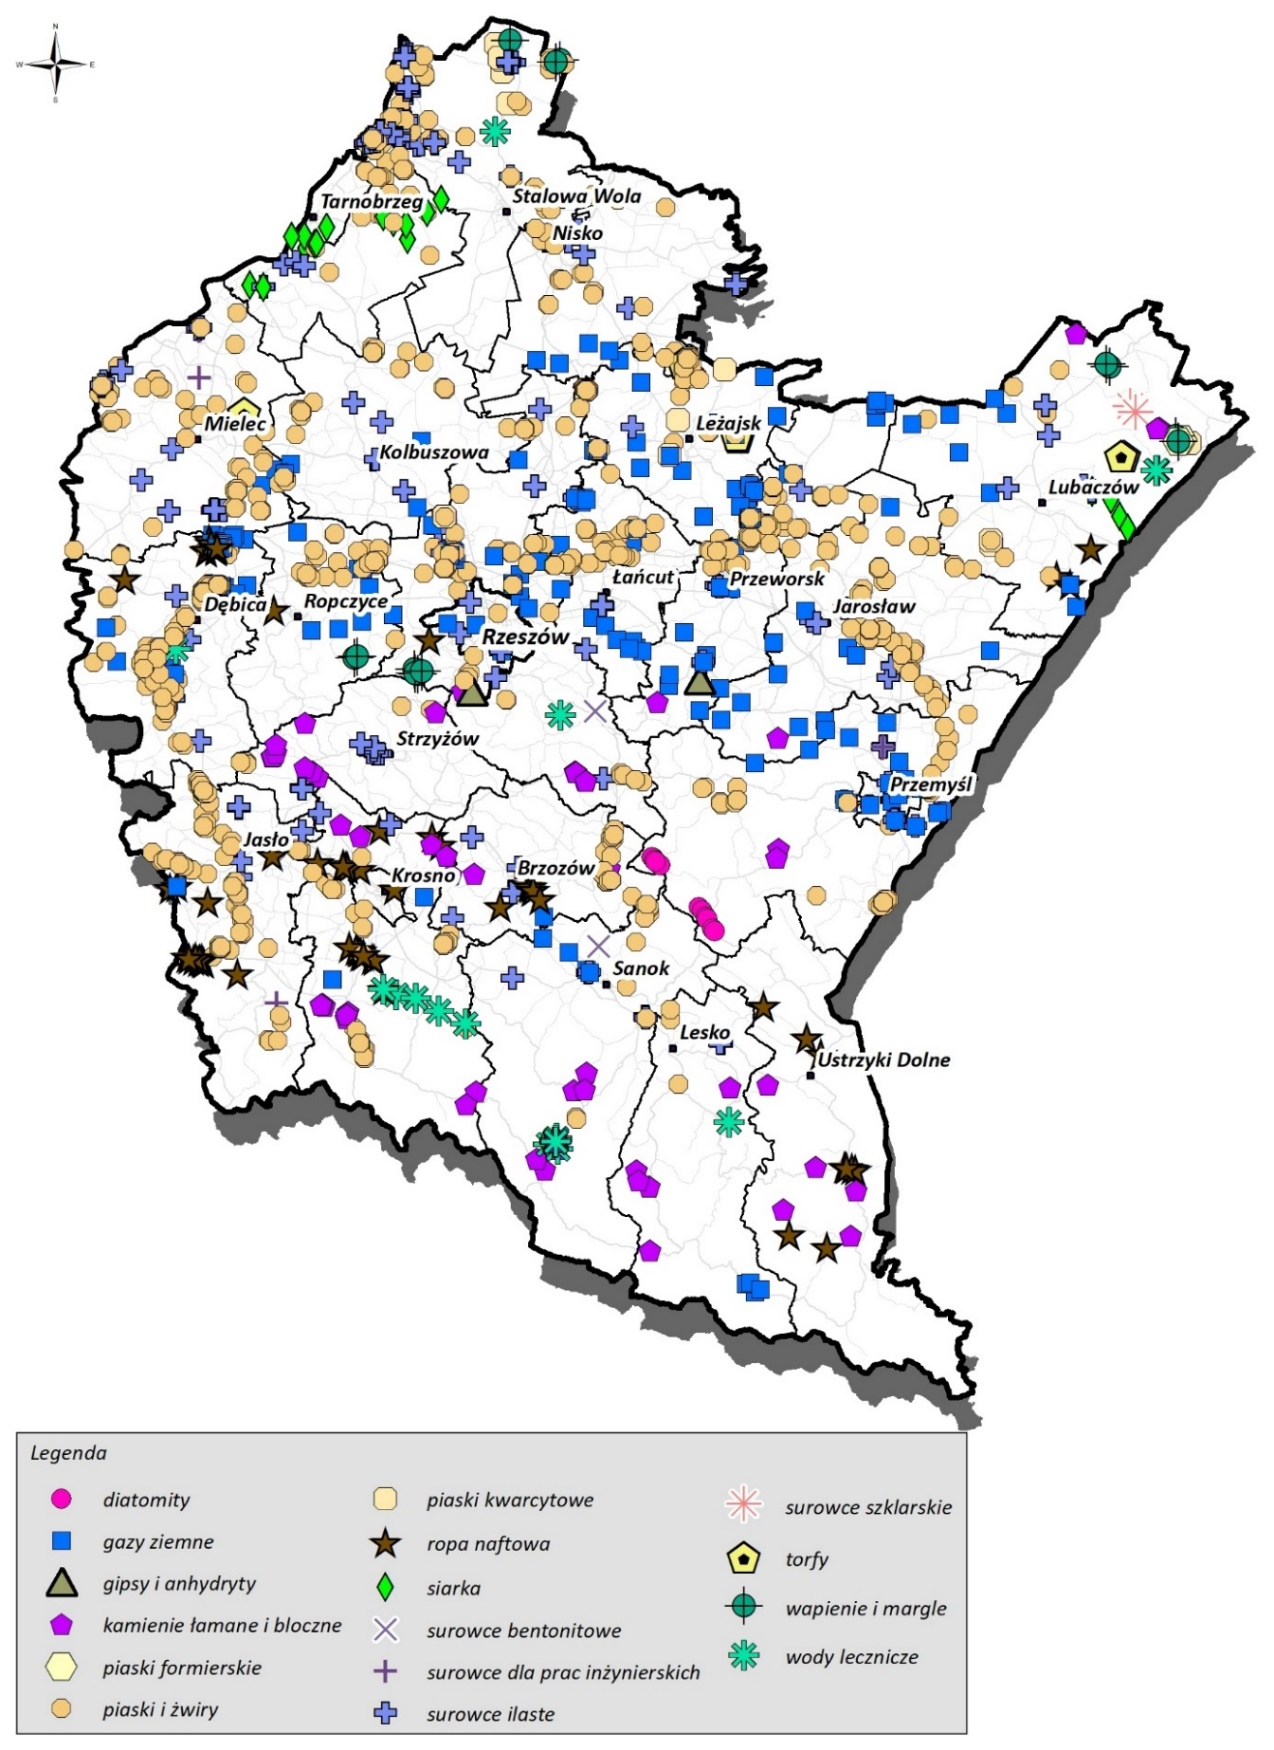 N
W E
S
Tarnobrzeg
Stalowa Wola
Nisko
Mielec
Leżajsk
Kolbuszowa
Lubaczów
Łańcut
Przeworsk
Dębica
Ropczyce
Jarosław
Rzeszów
Strzyżów
Przemyśl
Jasło
Krosno
Brzozów
Sanok
Lesko
Ustrzyki Dolne
Legenda
diatomity
gazy ziemne
gipsy i anhydryty
kamienie łamane i bloczne
piaski formierskie
piaski i żwiry
piaski kwarcytowe
ropa naftowa
siarka
surowce bentonitowe
surowce dla prac inżynierskich
surowce ilaste
surowce szklarskie
torfy
wapienie i margle
wody lecznicze